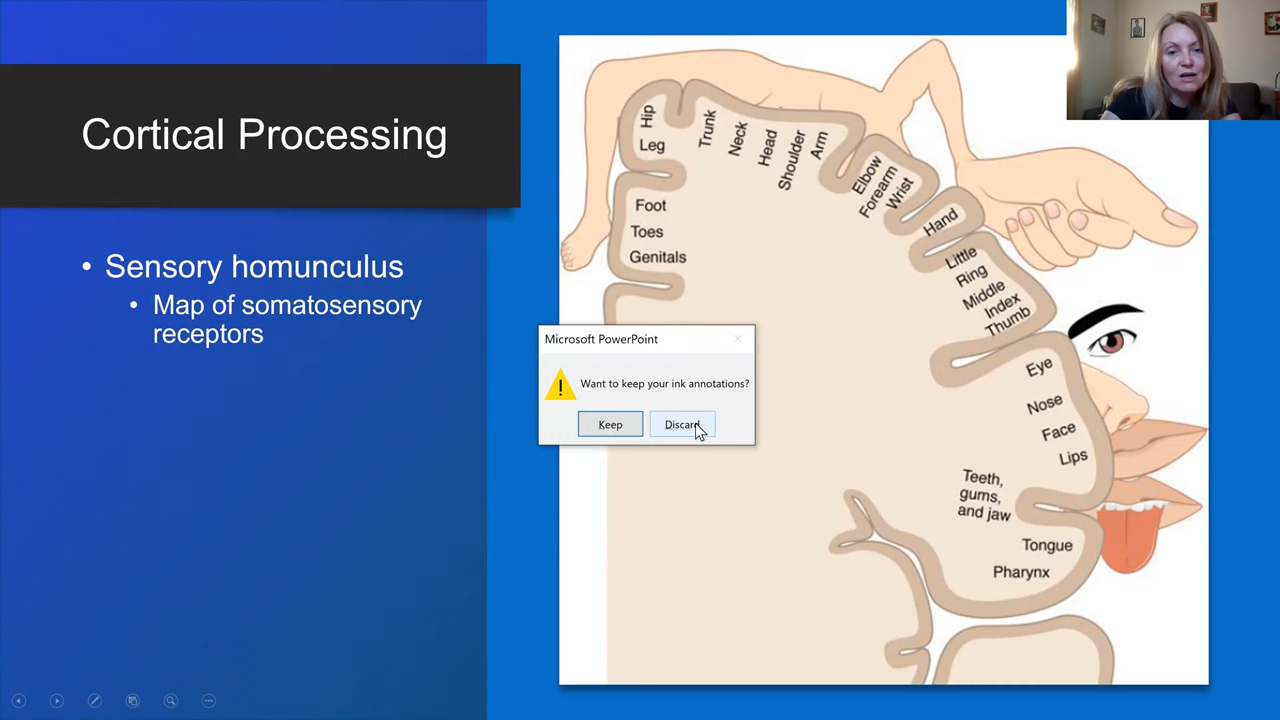 Cortical Processing
• Sensory homunculus
• Map of somatosensory
receptors
Hip
Leg
Trunk
Neck
Head
Shoulder
Arm
Elbow
Forearm
Wrist
Hand
Little
Ring
Middle
Index
Thumb
Foot
Toes
Genitals
Eye
Nose
Face
Lips
Teeth,
gums,
and jaw
Tongue
Pharynx
Microsoft PowerPoint
Want to keep your ink annotations?
Keep
Discard